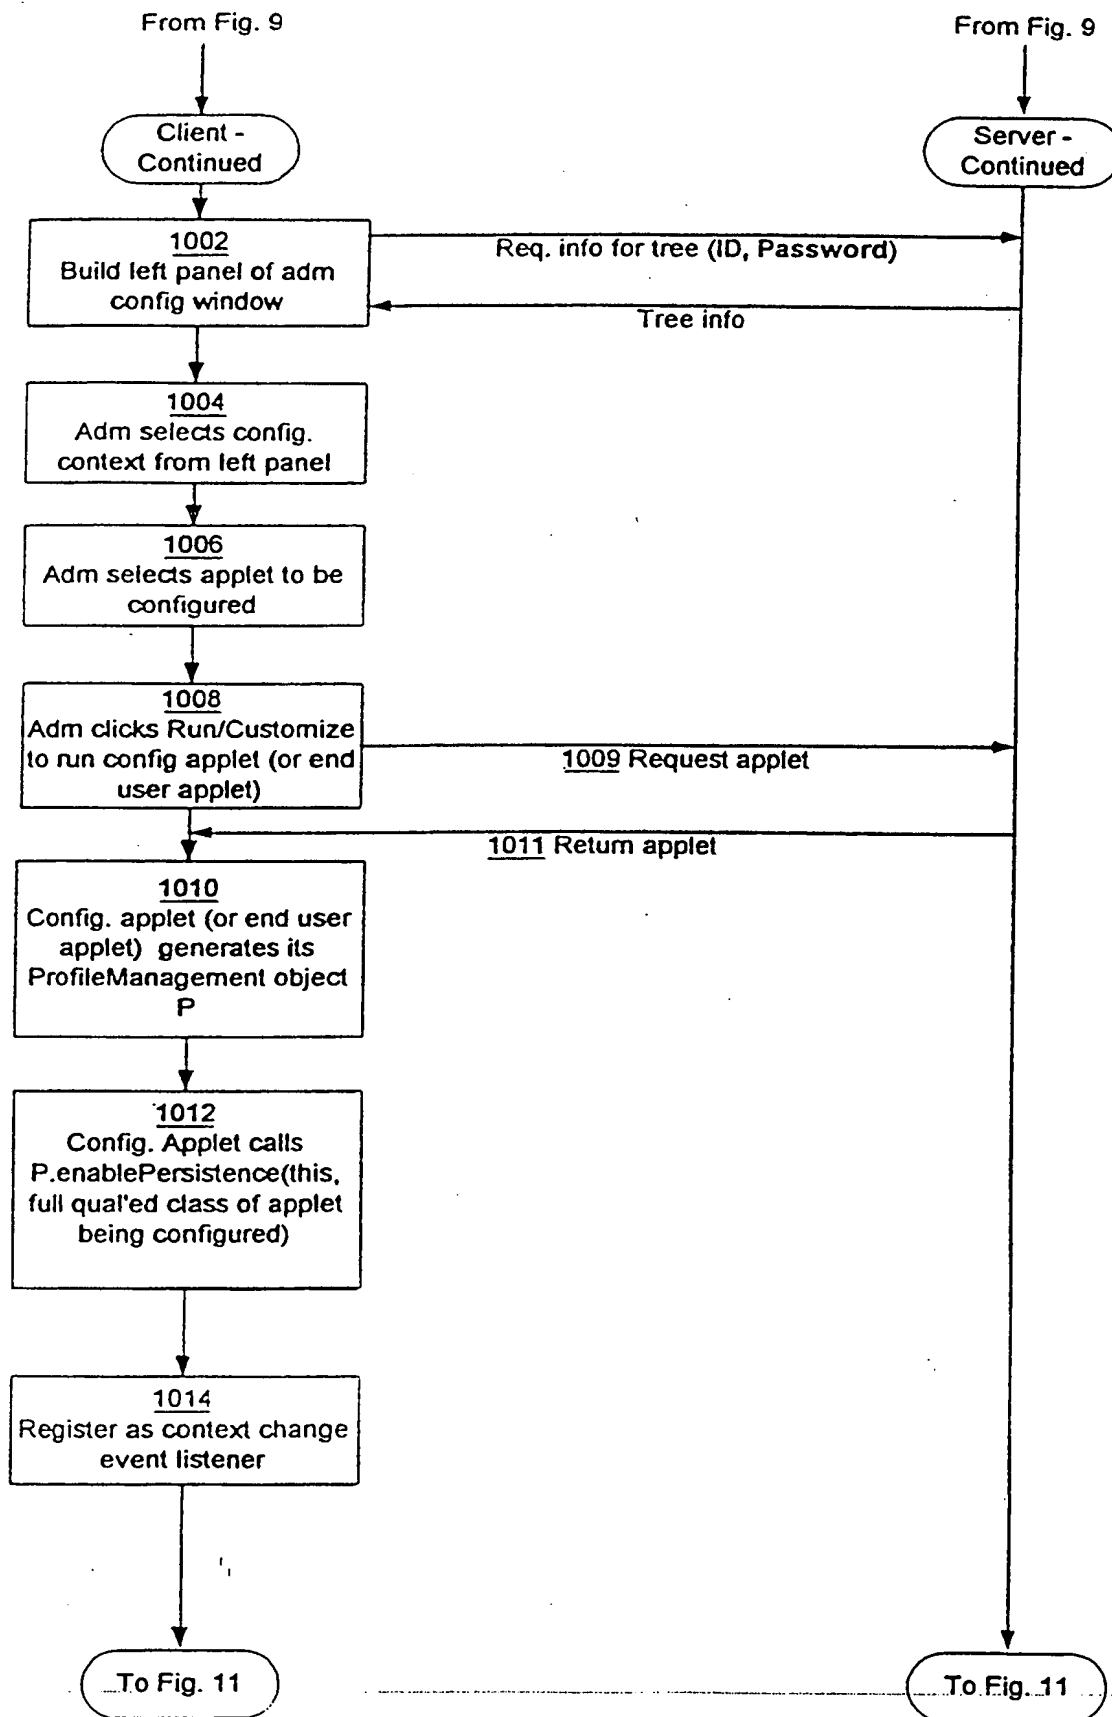 From Fig. 9
From Fig. 9
Client -
Continued
Server -
Continued
1002
Build left panel of adm
config window
Req. info for tree (ID, Password)
Tree info
1004
Adm selects config.
context from left panel
1006
Adm selects applet to be
configured
1008
Adm clicks Run/Customize
to run config applet (or end
user applet)
1009 Request applet
1011 Return applet
1010
Config. applet (or end user
applet) generates its
ProfileManagement object
P
1012
Config. Applet calls
P.enablePersistence(this,
full qual'ed class of applet
being configured)
1014
Register as context change
event listener
To Fig. 11
To Fig. 11